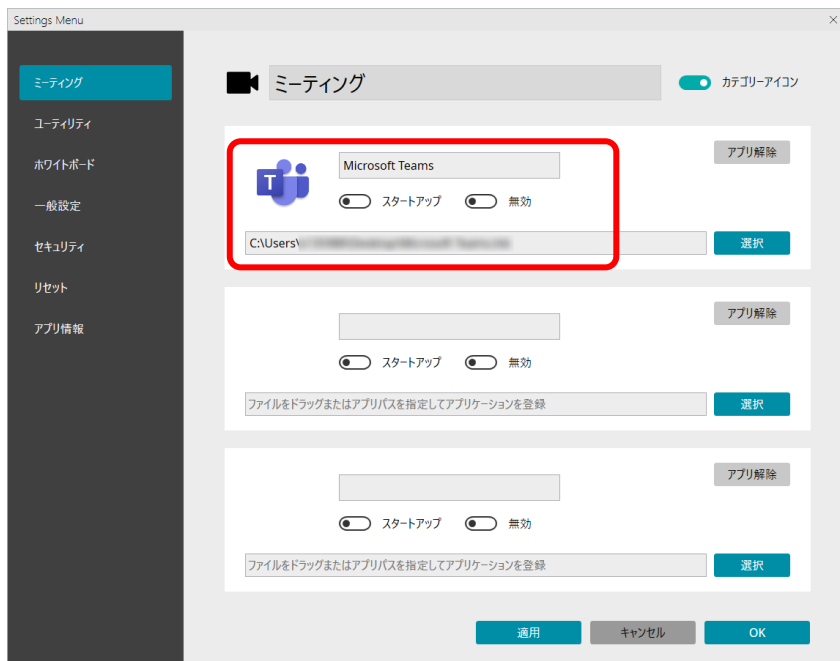 Settings Menu
ミーティング
ユーティリティ
ホワイトボード
一般設定
セキュリティ
リセット
アプリ情報
ミーティング
カテゴリーアイコン
アプリ解除
T
Microsoft Teams
スタートアップ 無効
C:\Users\
選択
アプリ解除
スタートアップ 無効
ファイルをドラッグまたはアプリパスを指定してアプリケーションを登録
選択
アプリ解除
スタートアップ 無効
ファイルをドラッグまたはアプリパスを指定してアプリケーションを登録
選択
適用 キャンセル OK